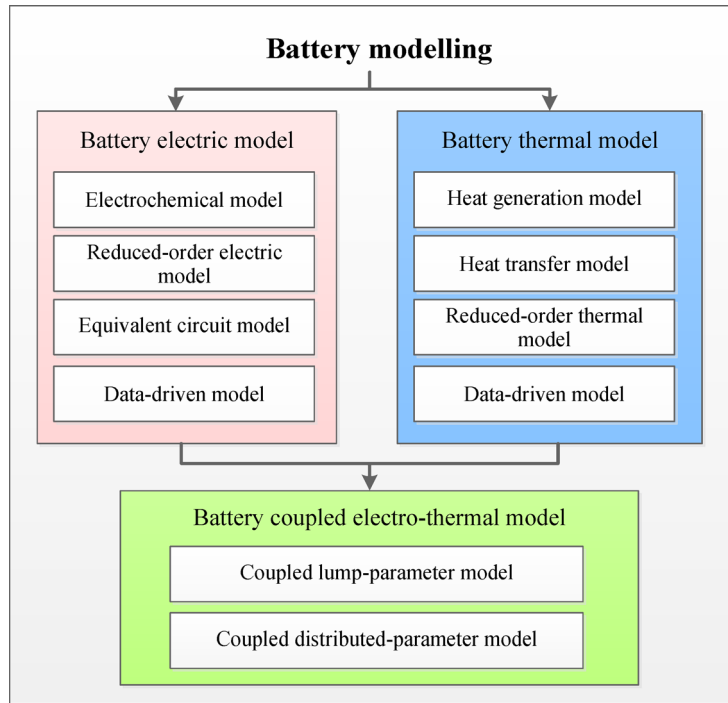 Battery modelling
Battery electric model
Electrochemical model
Reduced-order electric
model
Equivalent circuit model
Data-driven model
Battery thermal model
Heat generation model
Heat transfer model
Reduced-order thermal
model
Data-driven model
Battery coupled electro-thermal model
Coupled lump-parameter model
Coupled distributed-parameter model